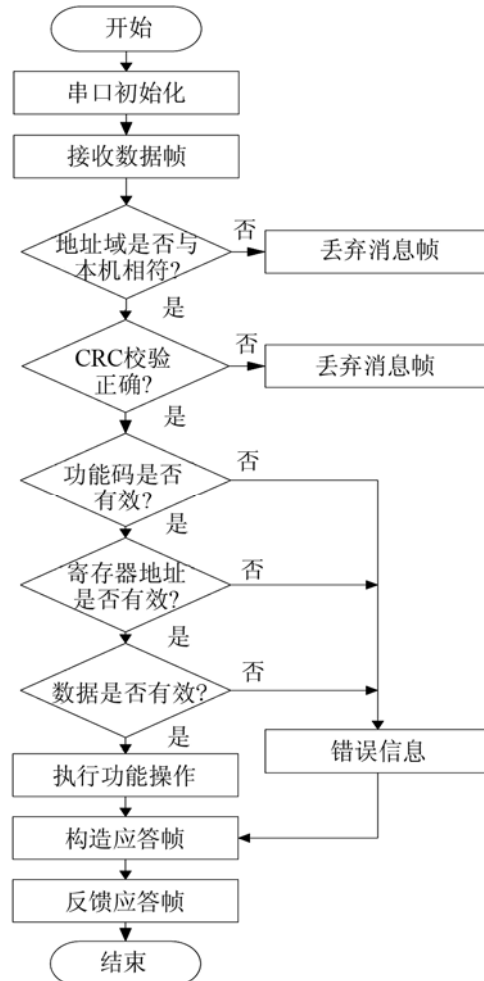 开始
串口初始化
接收数据帧
地址域是否与
本机相符?
否
丢弃消息帧
是
CRC校验
正确?
否
丢弃消息帧
是
功能码是否
有效?
否
是
寄存器地址
是否有效?
否
是
数据是否有效?
否
是
错误信息
执行功能操作
构造应答帧
反馈应答帧
结束